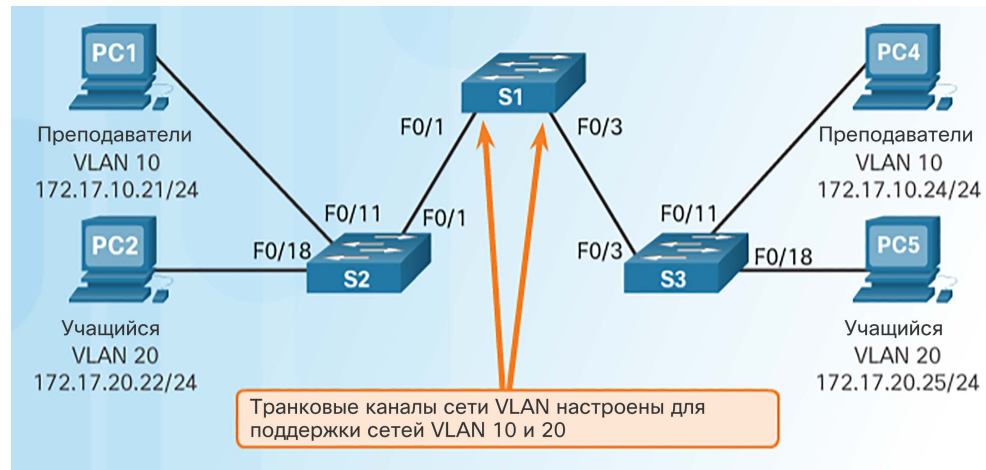 PC1
Преподаватели
VLAN 10
172.17.10.21/24
PC2
Учащийся
VLAN 20
172.17.20.22/24
F0/11
F0/18
F0/1
S2
F0/1
S1
F0/3
F0/3
S3
F0/11
F0/18
PC4
Преподаватели
VLAN 10
172.17.10.24/24
PC5
Учащийся
VLAN 20
172.17.20.25/24
Транковые каналы сети VLAN настроены для
поддержки сетей VLAN 10 и 20